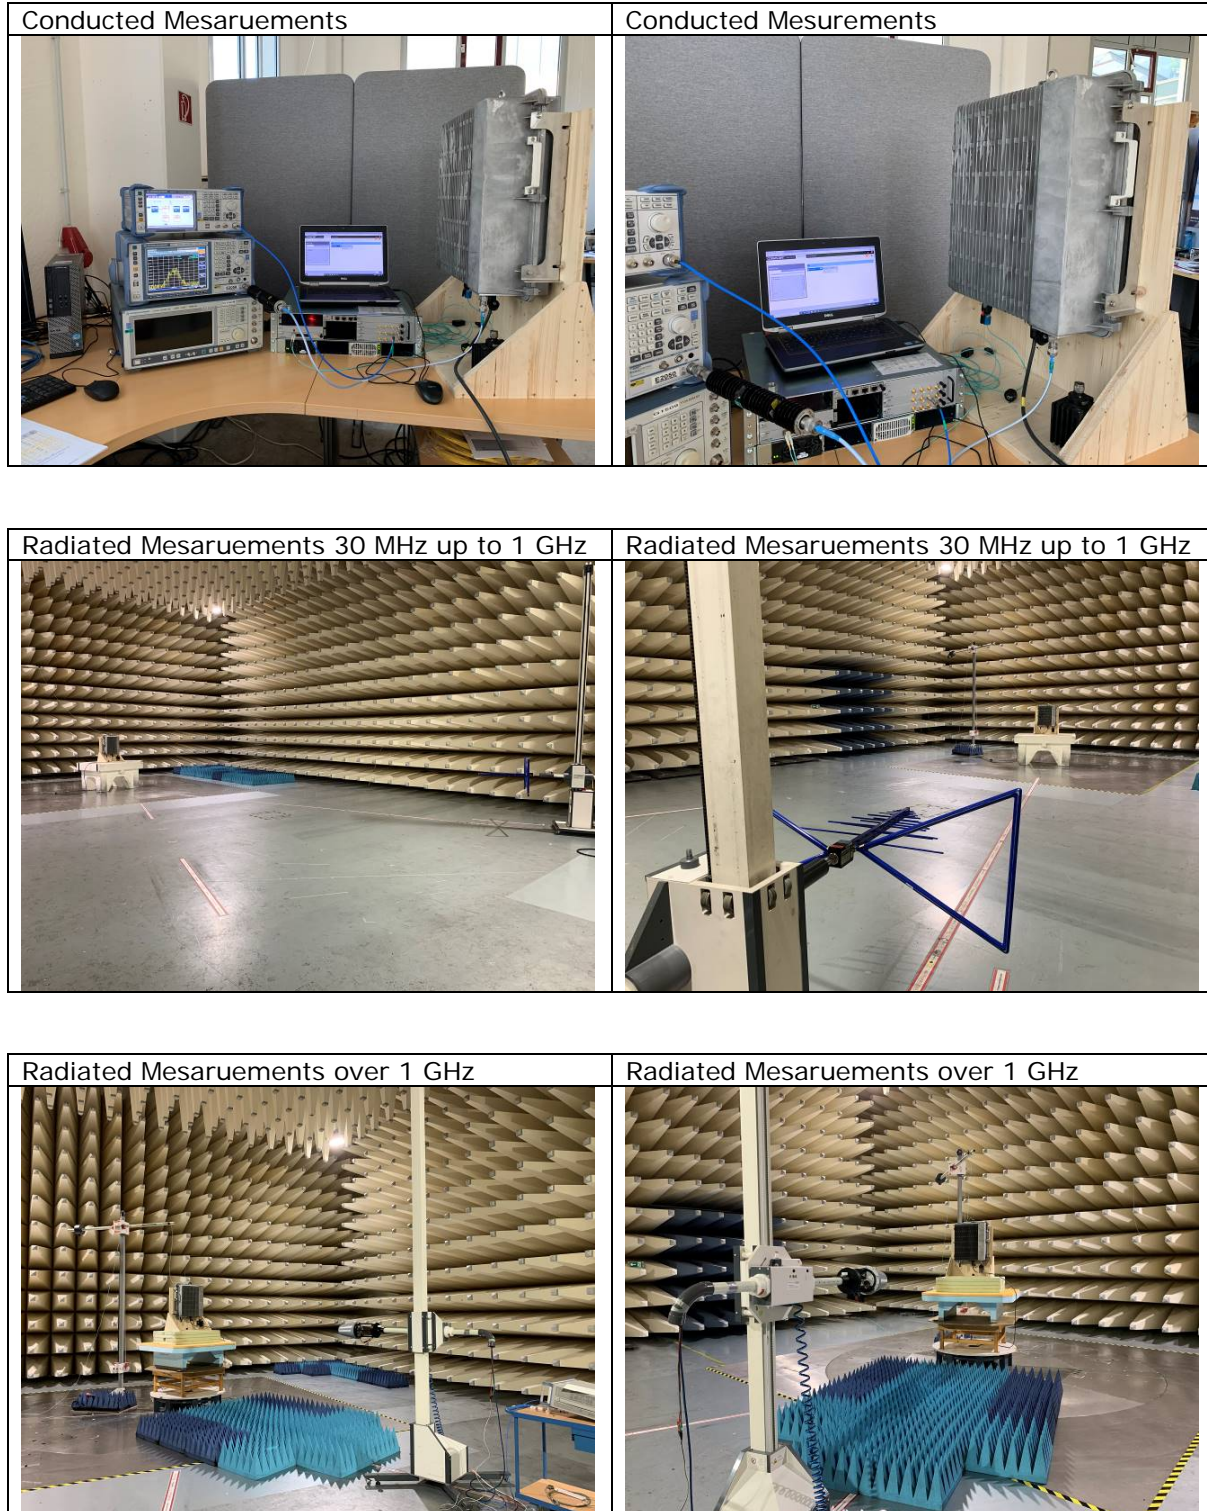 Conducted Mesaruements
Conducted Mesurements
E2050
Radiated Mesaruements 30 MHz up to 1 GHz
Radiated Mesaruements 30 MHz up to 1 GHz
Radiated Mesaruements over 1 GHz
Radiated Mesaruements over 1 GHz